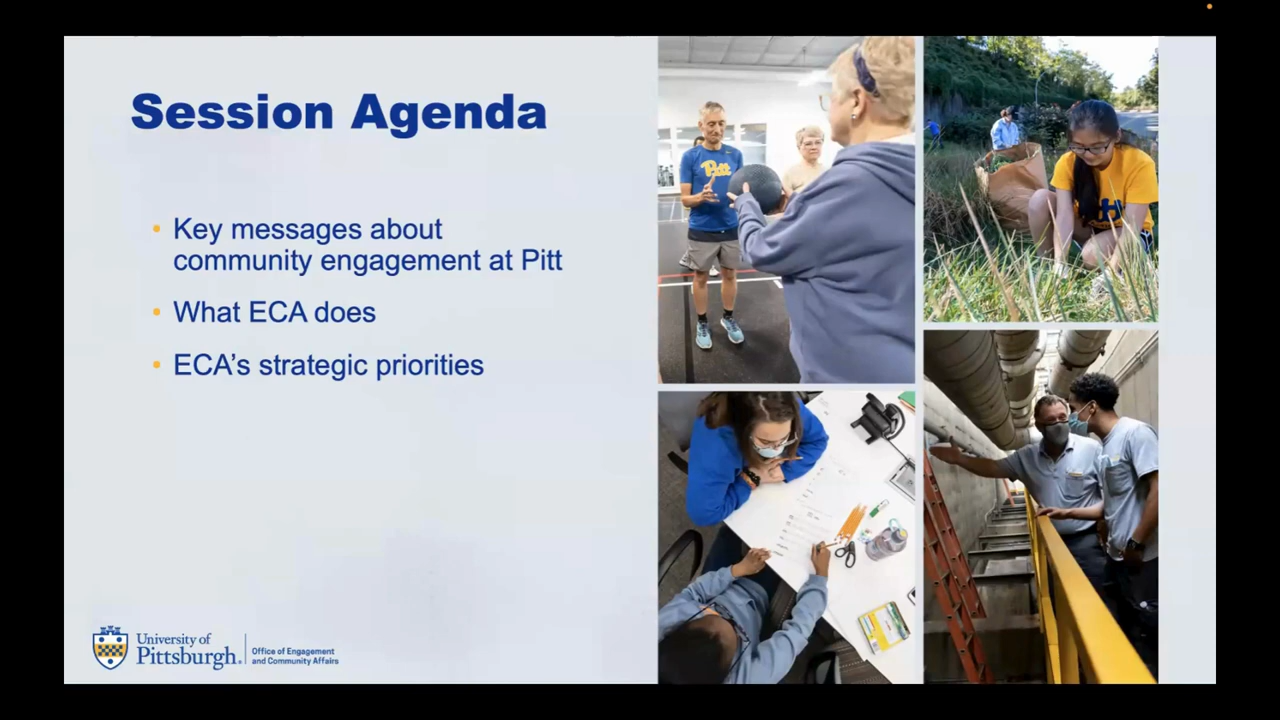 Session Agenda
• Key messages about
community engagement at Pitt
• What ECA does
• ECA's strategic priorities
Pitt
University of
Pittsburgh.
Office of Engagement
and Community Affairs